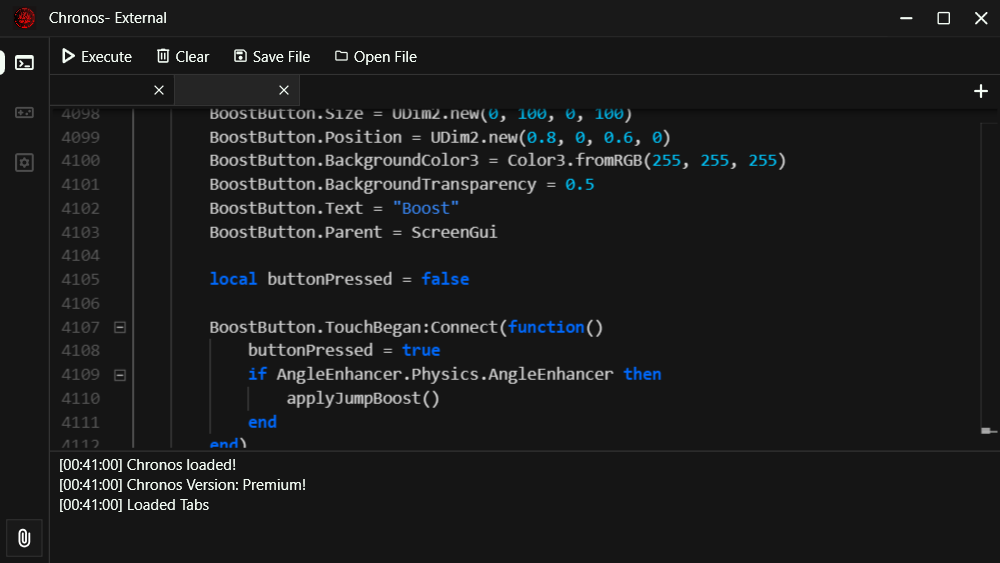 Chronos- External
Execute Clear Save File Open File
4098 BoostButton.Size = UDim2.new(0, 100, 0, 100)
4099 BoostButton.Position = UDim2.new(0.8, 0, 0.6, 0)
4100 BoostButton.BackgroundColor3 = Color3.fromRGB(255, 255, 255)
4101 BoostButton.BackgroundTransparency = 0.5
4102 BoostButton.Text = "Boost"
4103 BoostButton.Parent = ScreenGui
4104
4105 local buttonPressed = false
4106
4107 BoostButton.TouchBegan:Connect(function()
4108 buttonPressed = true
4109 if AngleEnhancer.Physics.AngleEnhancer then
4110 applyJumpBoost()
4111 end
4112 end)
[00:41:00] Chronos loaded!
[00:41:00] Chronos Version: Premium!
[00:41:00] Loaded Tabs